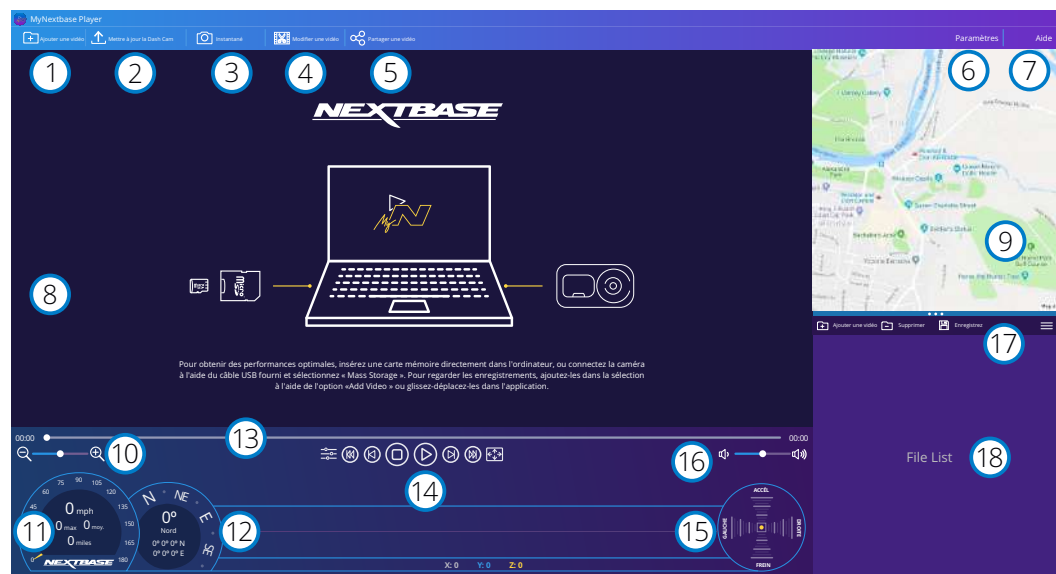 MyNextbase Player
Ajouter une vidéo
Mettre à jour la Dash Cam
Instantané
Modifier une vidéo
Partager une vidéo
Paramètres
Aide
1
2
3
4
5
6
7
NEXTBASE
My N
8
micro
9
Pour obtenir des performances optimales, insérez une carte mémoire directement dans l'ordinateur, ou connectez la caméra
à l'aide du câble USB fourni et sélectionnez « Mass Storage ». Pour regarder les enregistrements, ajoutez-les dans la sélection
à l'aide de l'option «Add Video » ou glissez-déplacez-les dans l'application.
Ajouter une vidéo
Supprimer
Enregistrez
17
File List
18
00:00
13
00:00
10
14
16
0
45
60
75
90
105
120
135
150
165
180
0 mph
0 max
0 moy.
0 miles
NEXTBASE
11
N
NE
E
SE
0°
Nord
0° 0° 0° N
0° 0° 0° E
12
X: 0
Y: 0
Z: 0
15
ACCÉL
GAUCHE
DROITE
FREIN